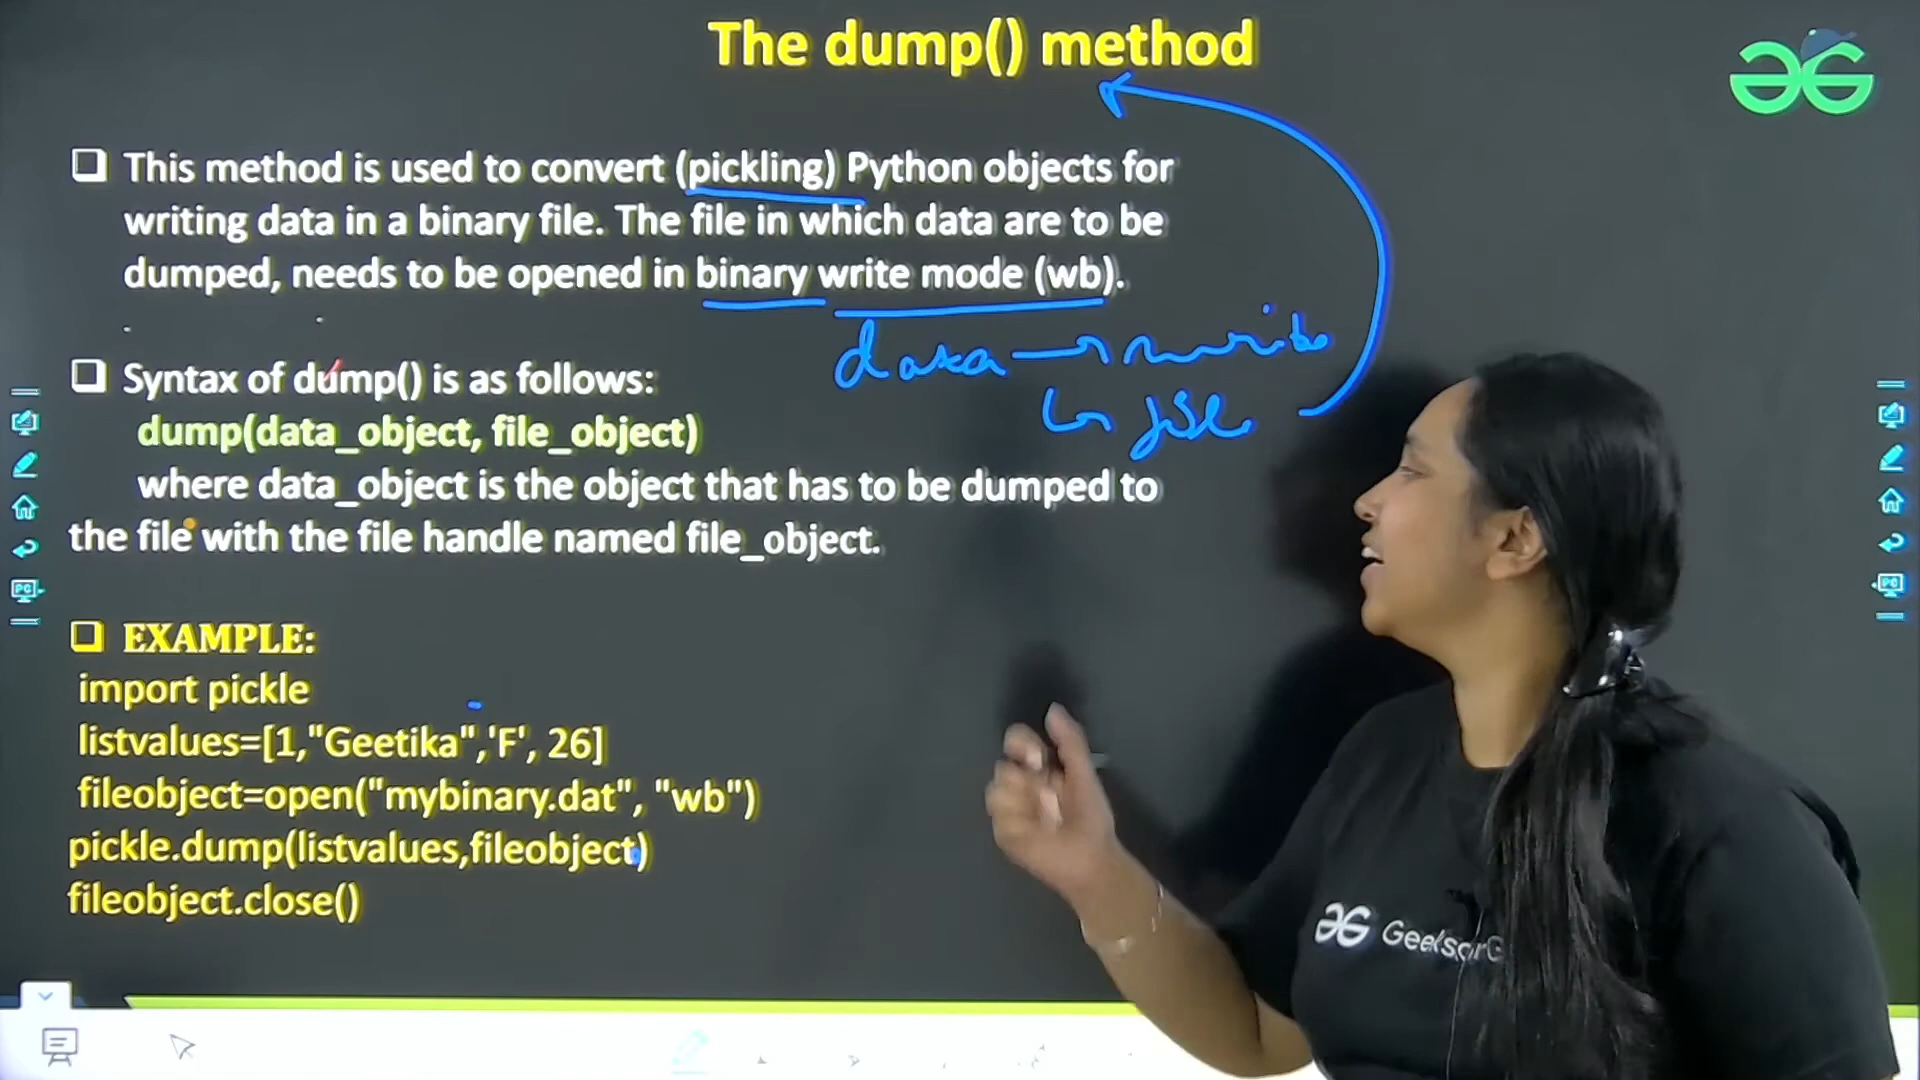 The dump() method
❑ This method is used to convert (pickling) Python objects for
writing data in a binary file. The file in which data are to be
dumped, needs to be opened in binary write mode (wb).
data → write
↳ file
❑ Syntax of dump() is as follows:
dump(data_object, file_object)
where data_object is the object that has to be dumped to
the file with the file handle named file_object.
❑ EXAMPLE:
import pickle
listvalues=[1,"Geetika",'F', 26]
fileobject=open("mybinary.dat", "wb")
pickle.dump(listvalues,fileobject)
fileobject.close()
PC
PC